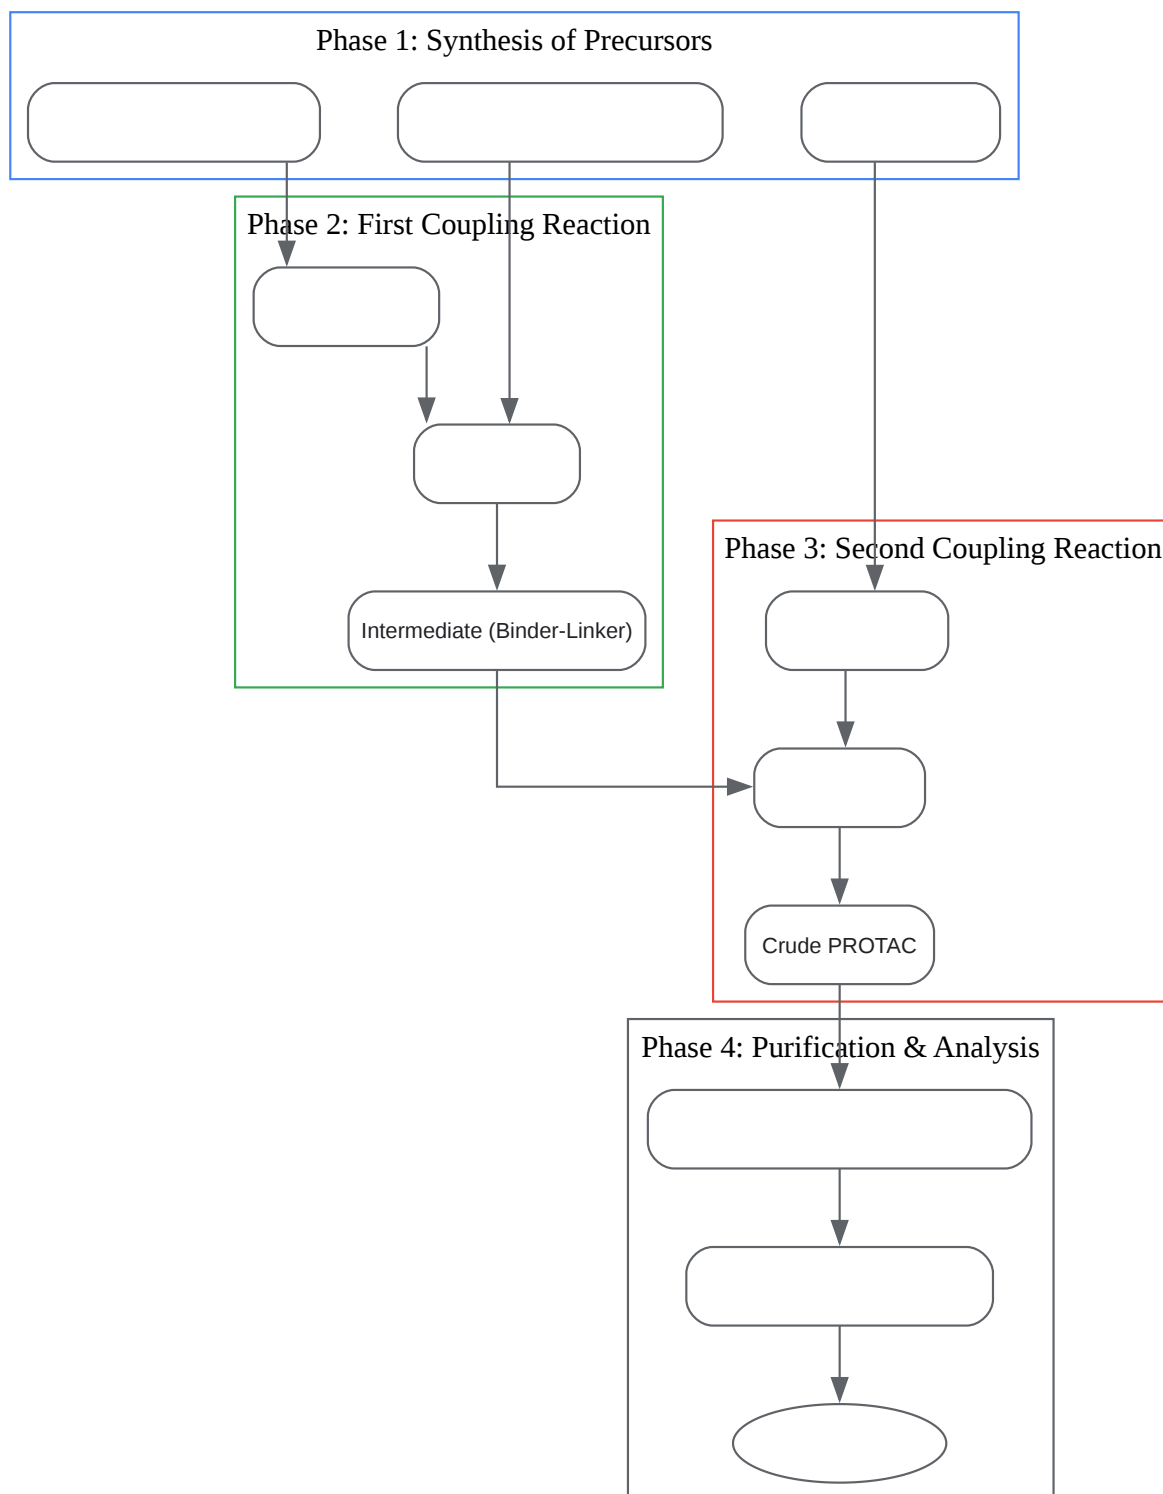 Phase 1: Synthesis of Precursors
Phase 2: First Coupling Reaction
Intermediate (Binder-Linker)
Phase 3: Second Coupling Reaction
Crude PROTAC
Phase 4: Purification & Analysis